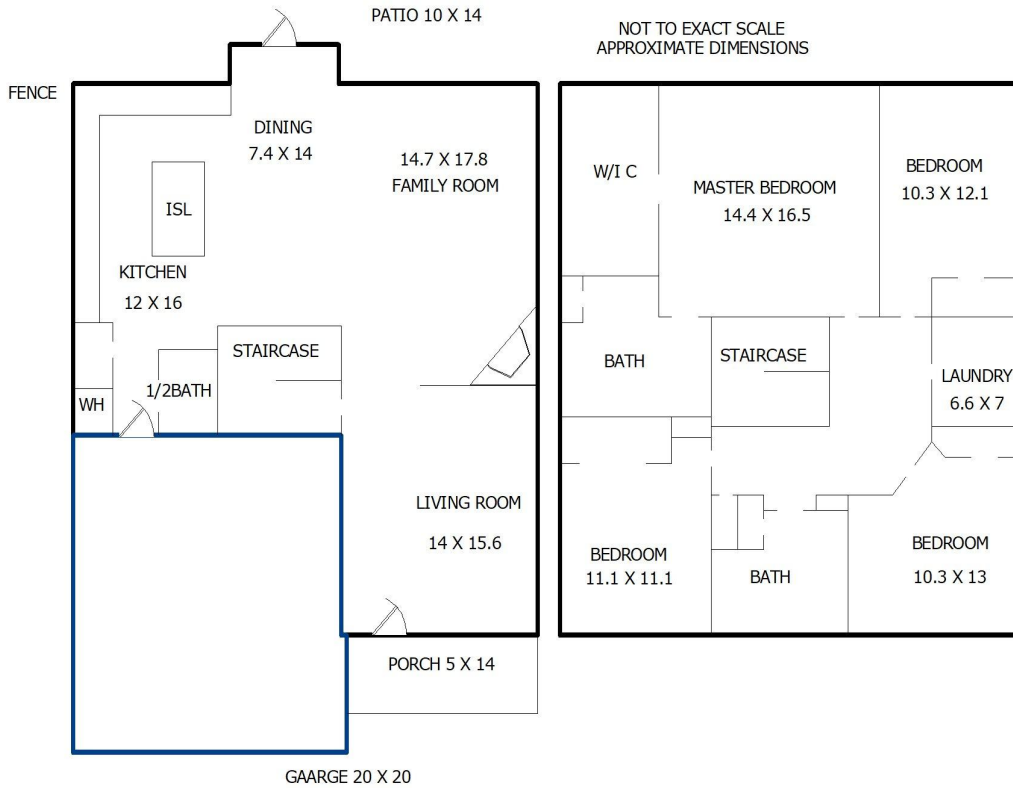 PATIO 10 X 14
NOT TO EXACT SCALE
APPROXIMATE DIMENSIONS
FENCE
DINING
7.4 X 14
14.7 X 17.8
FAMILY ROOM
ISL
KITCHEN
12 X 16
STAIRCASE
1/2BATH
WH
LIVING ROOM
14 X 15.6
PORCH 5 X 14
GAARGE 20 X 20
W/I C
MASTER BEDROOM
14.4 X 16.5
BEDROOM
10.3 X 12.1
BATH
STAIRCASE
LAUNDRY
6.6 X 7
BEDROOM
11.1 X 11.1
BATH
BEDROOM
10.3 X 13